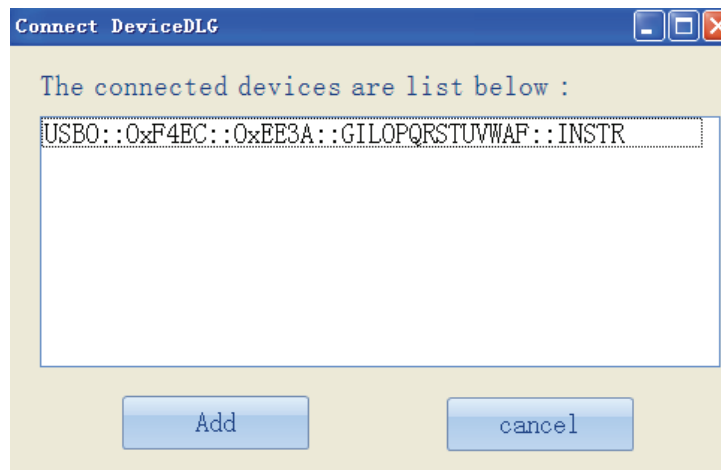 Connect DeviceDLG
The connected devices are list below :
USB0::0xF4EC::0xEE3A::GILOPQRSTUVWAF::INSTR
Add
cancel